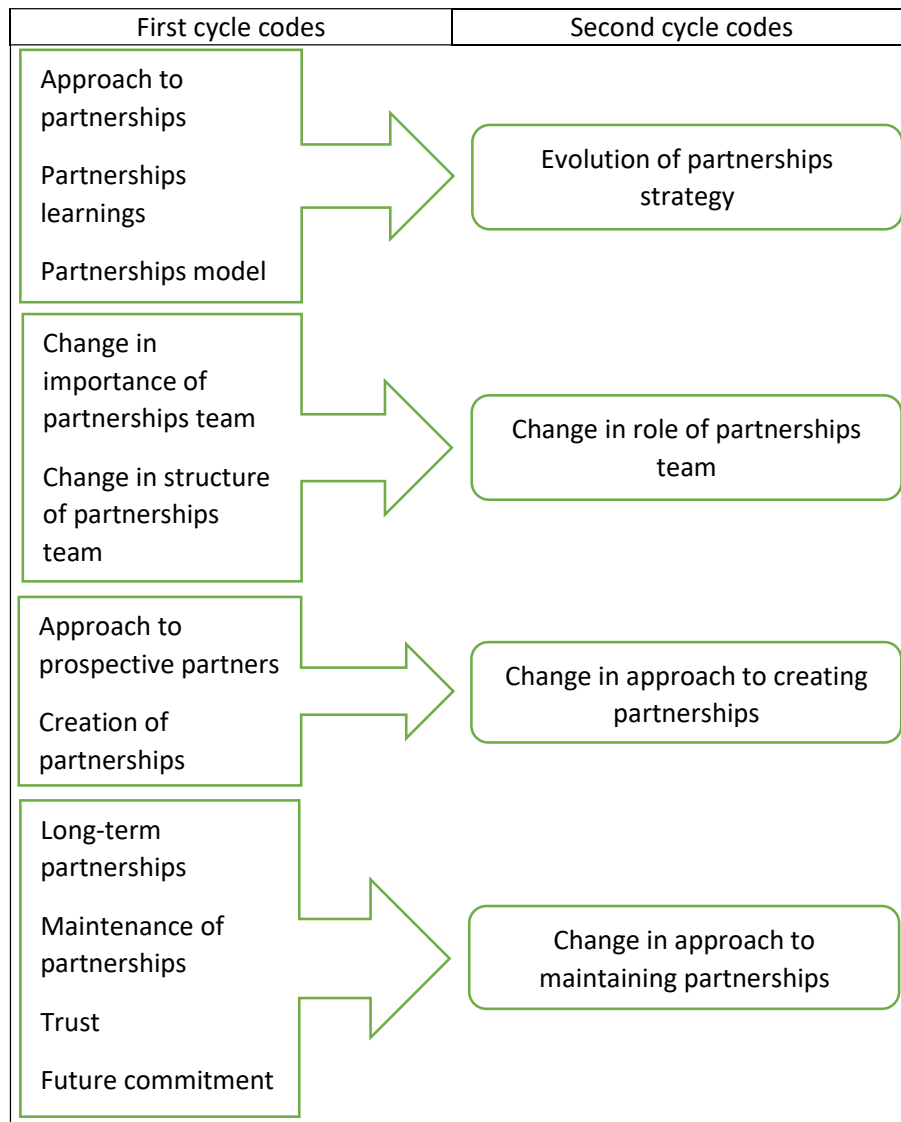 First cycle codes
Second cycle codes
Approach to
partnerships
Partnerships
learnings
Partnerships model
Evolution of partnerships
strategy
Change in
importance of
partnerships team
Change in structure
of partnerships
team
Change in role of partnerships
team
Approach to
prospective partners
Creation of
partnerships
Change in approach to creating
partnerships
Long-term
partnerships
Maintenance of
partnerships
Trust
Future commitment
Change in approach to
maintaining partnerships